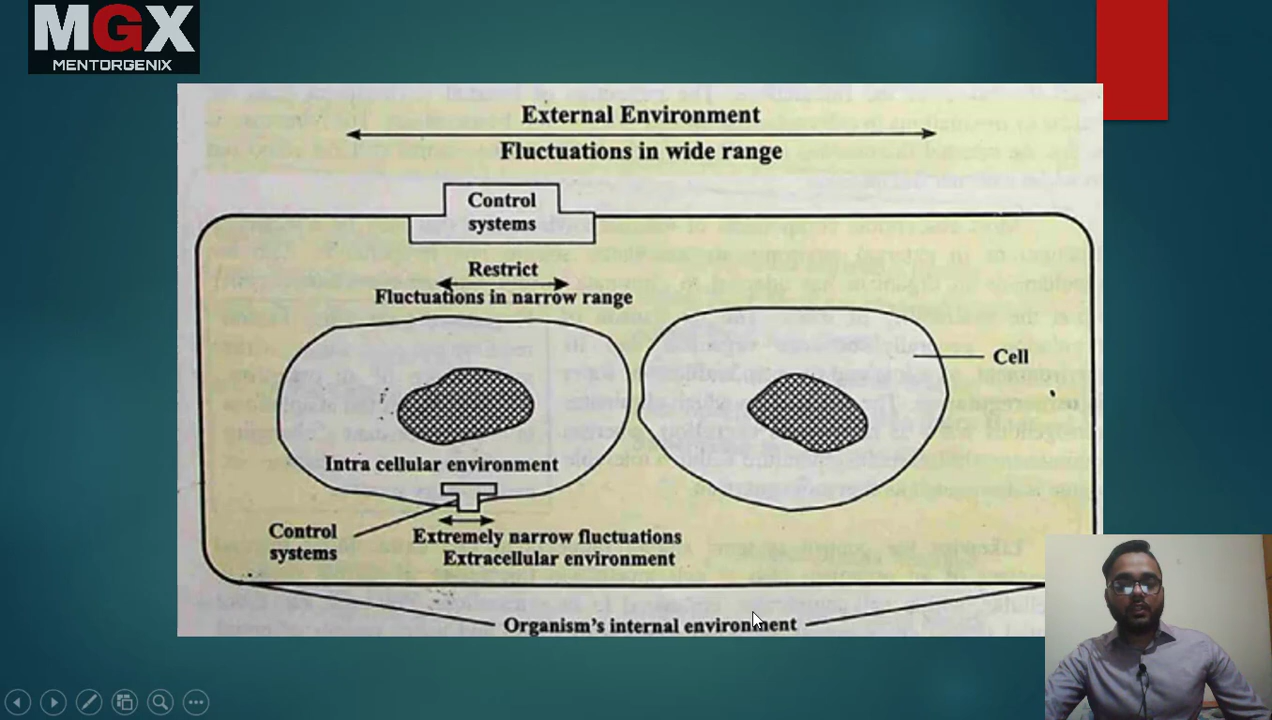 MGX
MENTORGENIX
External Environment
Fluctuations in wide range
Control
systems
Restrict
Fluctuations in narrow range
Cell
Intra cellular environment
Control
systems
Extremely narrow fluctuations
Extracellular environment
Organism's internal environment